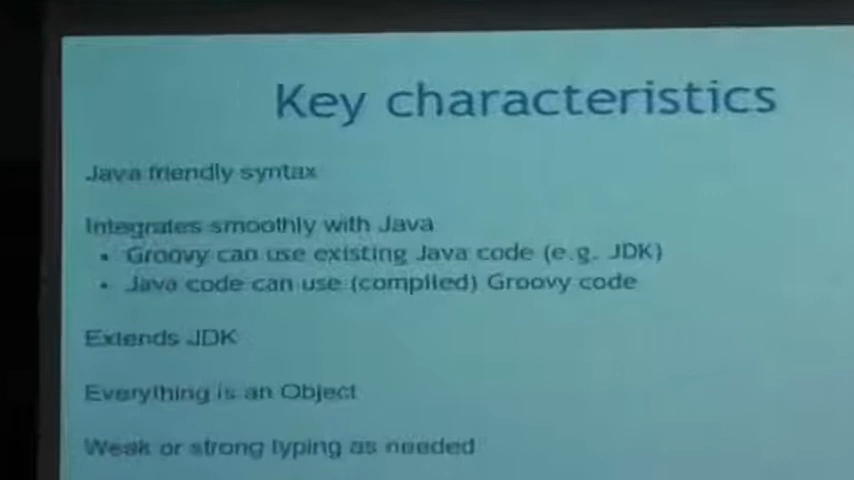 Key characteristics
Java friendly syntax
Integrates smoothly with Java
• Groovy can use existing Java code (e.g. JDK)
• Java code can use (compiled) Groovy code
Extends JDK
Everything is an Object
Weak or strong typing as needed